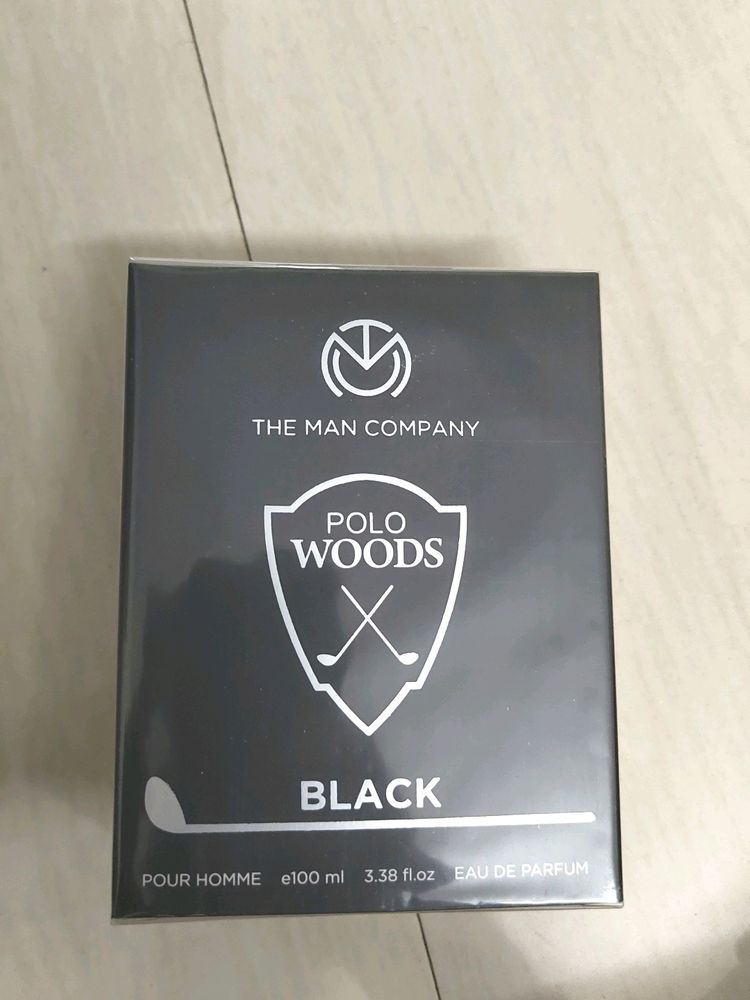 THE MAN COMPANY
POLO
WOODS
BLACK
POUR HOMME e100 ml 3.38 fl.oz EAU DE PARFUM